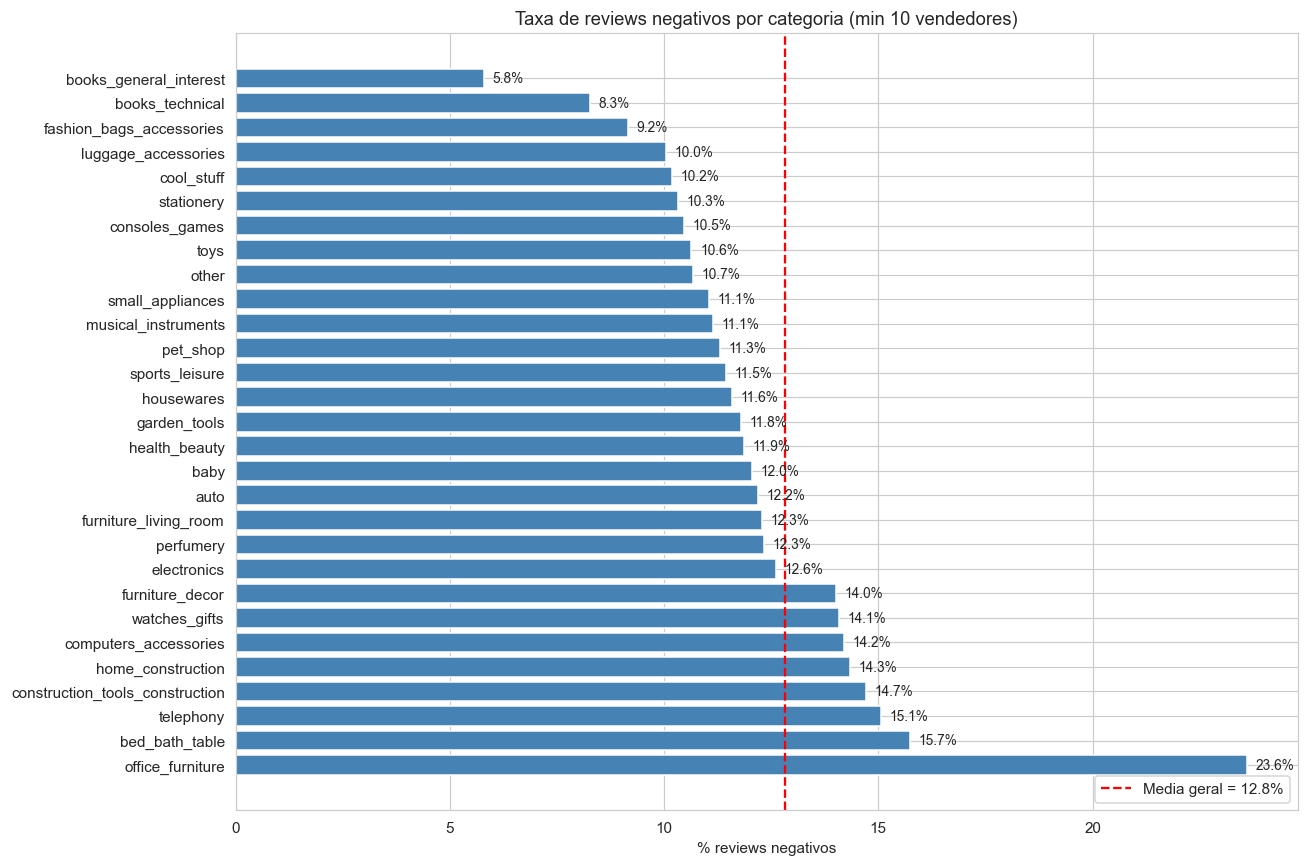 Taxa de reviews negativos por categoria (min 10 vendedores)
books_general_interest 5.8%
books_technical 8.3%
fashion_bags_accessories 9.2%
luggage_accessories 10.0%
cool_stuff 10.2%
stationery 10.3%
consoles_games 10.5%
toys 10.6%
other 10.7%
small_appliances 11.1%
musical_instruments 11.1%
pet_shop 11.3%
sports_leisure 11.5%
housewares 11.6%
garden_tools 11.8%
health_beauty 11.9%
baby 12.0%
auto 12.2%
furniture_living_room 12.3%
perfumery 12.3%
electronics 12.6%
furniture_decor 14.0%
watches_gifts 14.1%
computers_accessories 14.2%
home_construction 14.3%
construction_tools_construction 14.7%
telephony 15.1%
bed_bath_table 15.7%
office_furniture 23.6%
Media geral = 12.8%
0 5 10 15 20
% reviews negativos